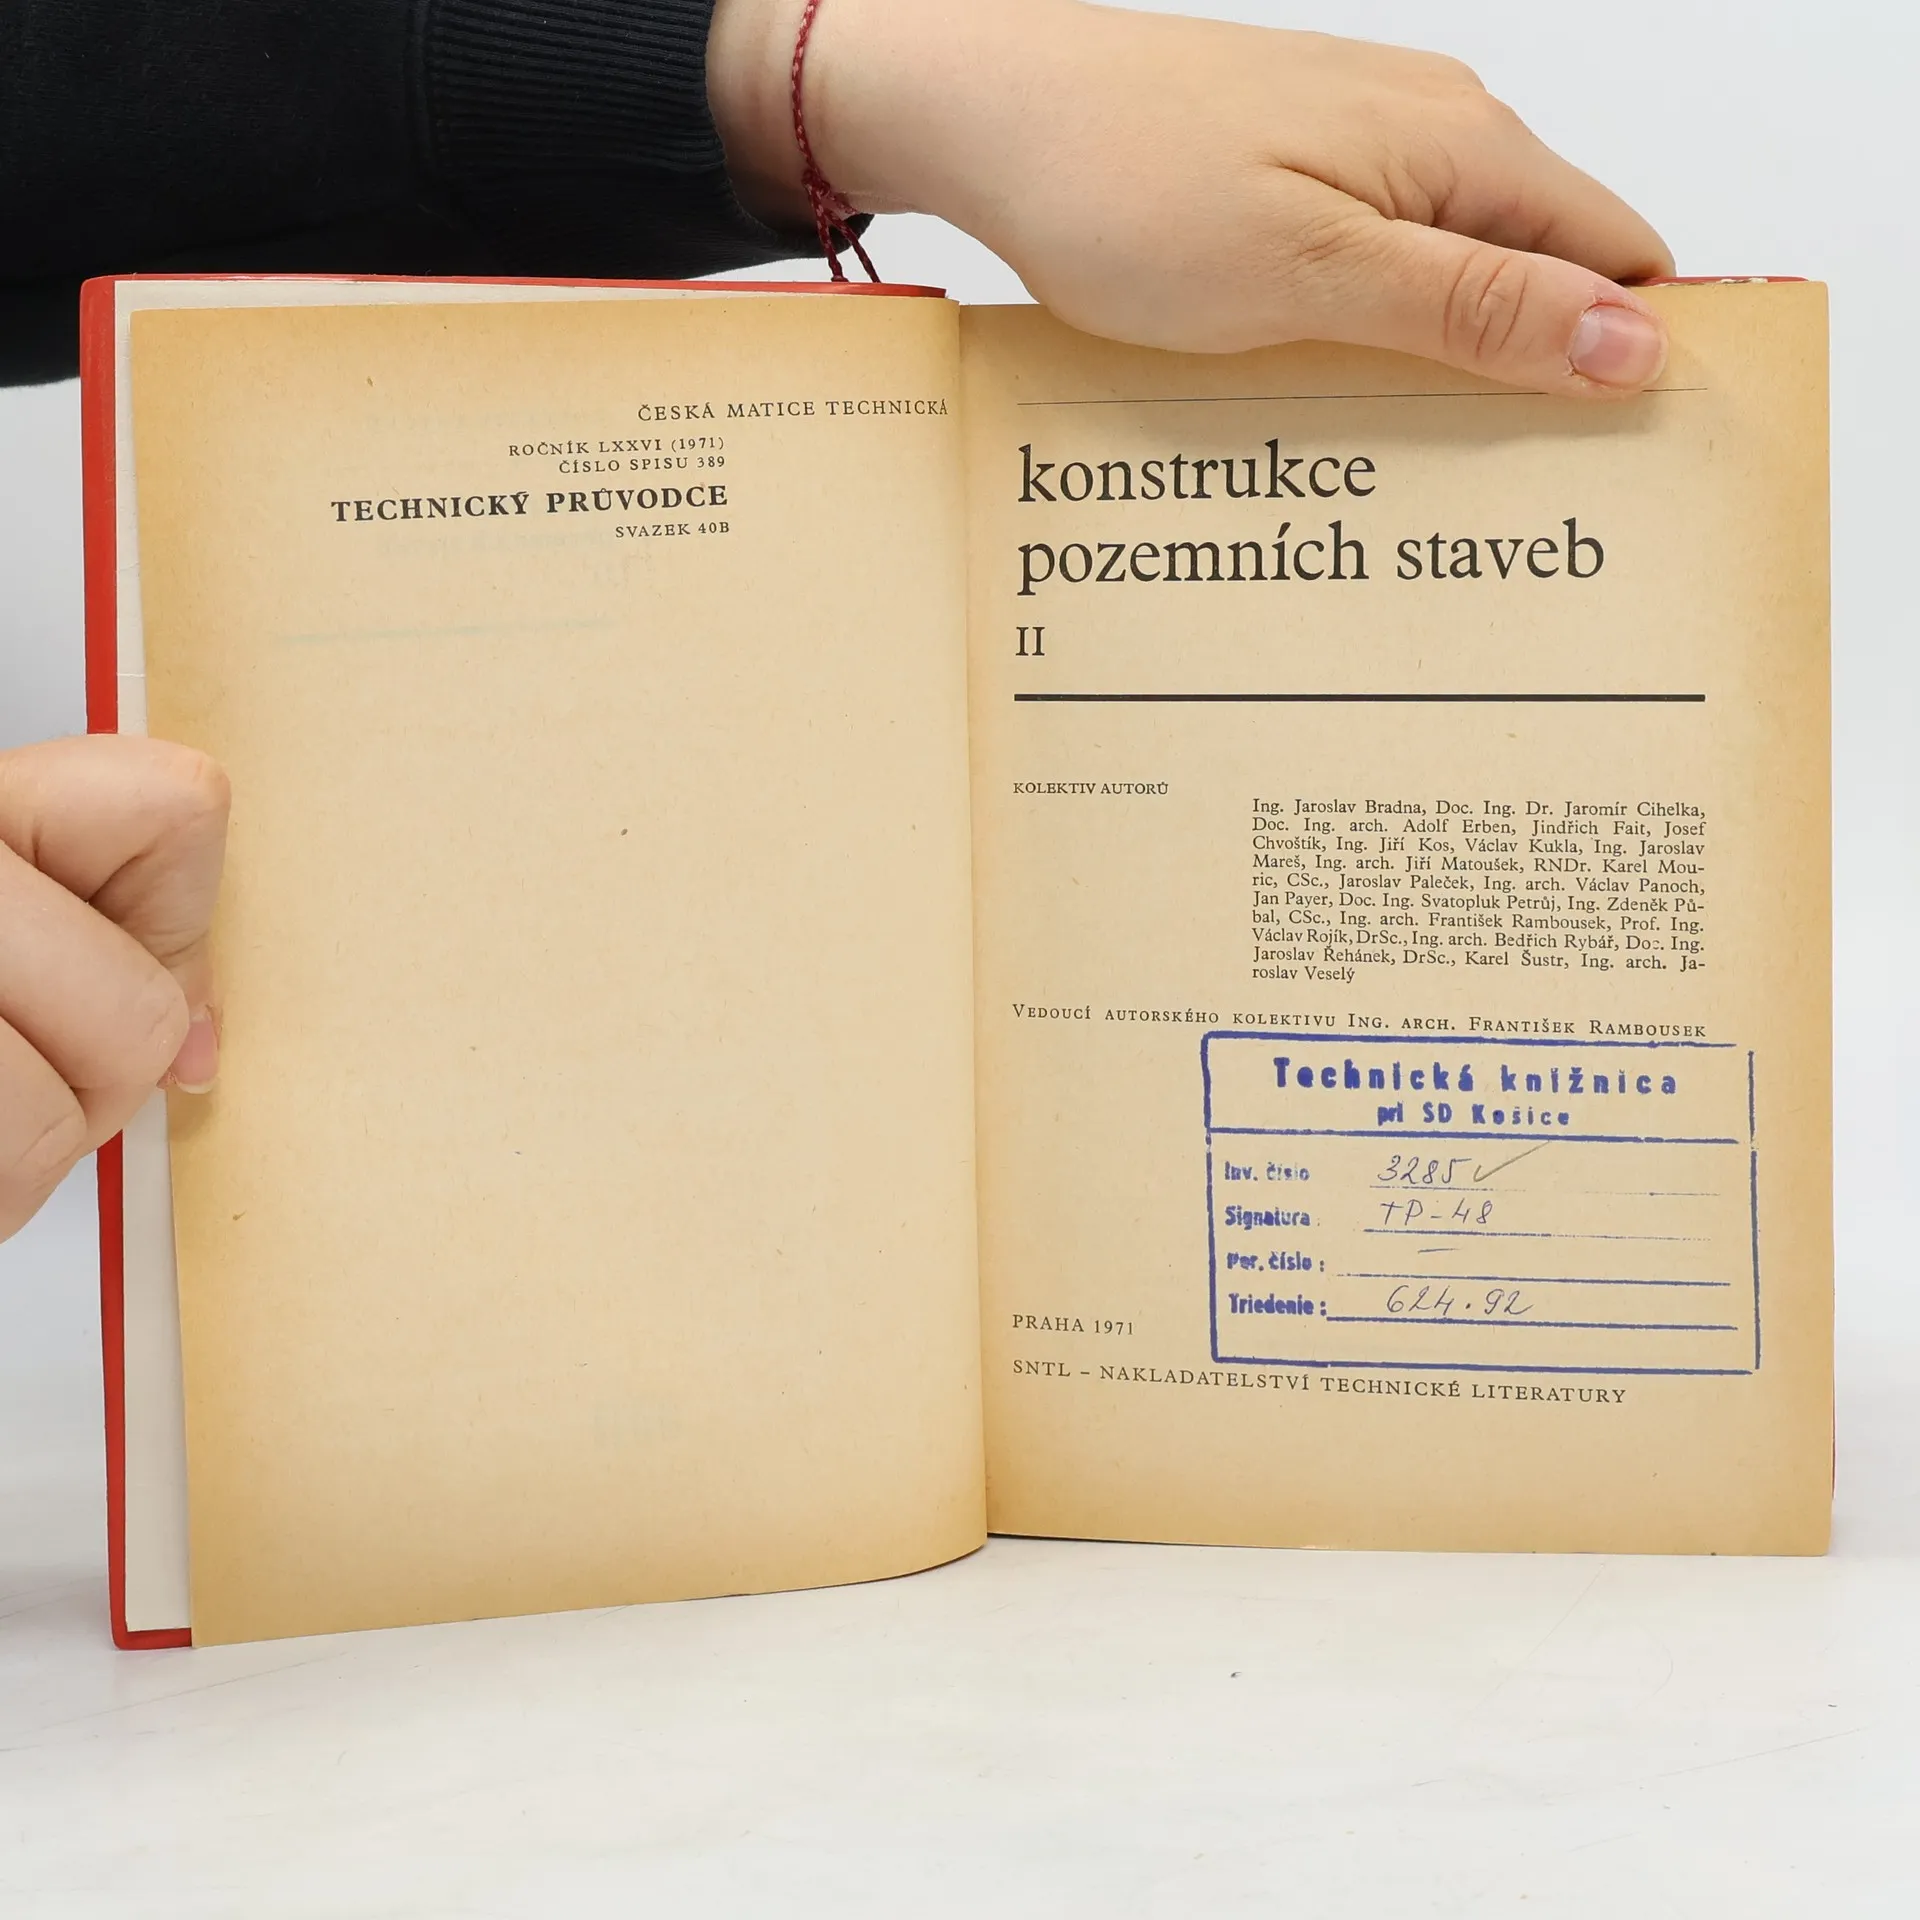 ČESKÁ MATICE TECHNICKÁ
ROČNÍK LXXVI (1971)
ČÍSLO SPISU 389
TECHNICKÝ PRŮVODCE
SVAZEK 40B
konstrukce
pozemních staveb
II
KOLEKTIV AUTORŮ
Ing. Jaroslav Bradna, Doc. Ing. Dr. Jaromír Cihelka,
Doc. Ing. arch. Adolf Erben, Jindřich Fait, Josef
Chvoštík, Ing. Jiří Kos, Václav Kukla, Ing. Jaroslav
Mareš, Ing. arch. Jiří Matoušek, RNDr. Karel Mou-
ric, CSc., Jaroslav Paleček, Ing. arch. Václav Panoch,
Jan Payer, Doc. Ing. Svatopluk Petrůj, Ing. Zdeněk Pů-
bal, CSc., Ing. arch. František Rambousek, Prof. Ing.
Václav Rojík, DrSc., Ing. arch. Bedřich Rybář, Doc. Ing.
Jaroslav Řehánek, DrSc., Karel Šustr, Ing. arch. Ja-
roslav Veselý
VEDOUCÍ AUTORSKÉHO KOLEKTIVU ING. ARCH. FRANTIŠEK RAMBOUSEK
Technická knižnica
pri SD Košice
Inv. číslo 3285 ✓
Signatura: TP-48
Por. číslo: —
Triedenie: 624.92
PRAHA 1971
SNTL – NAKLADATELSTVÍ TECHNICKÉ LITERATURY